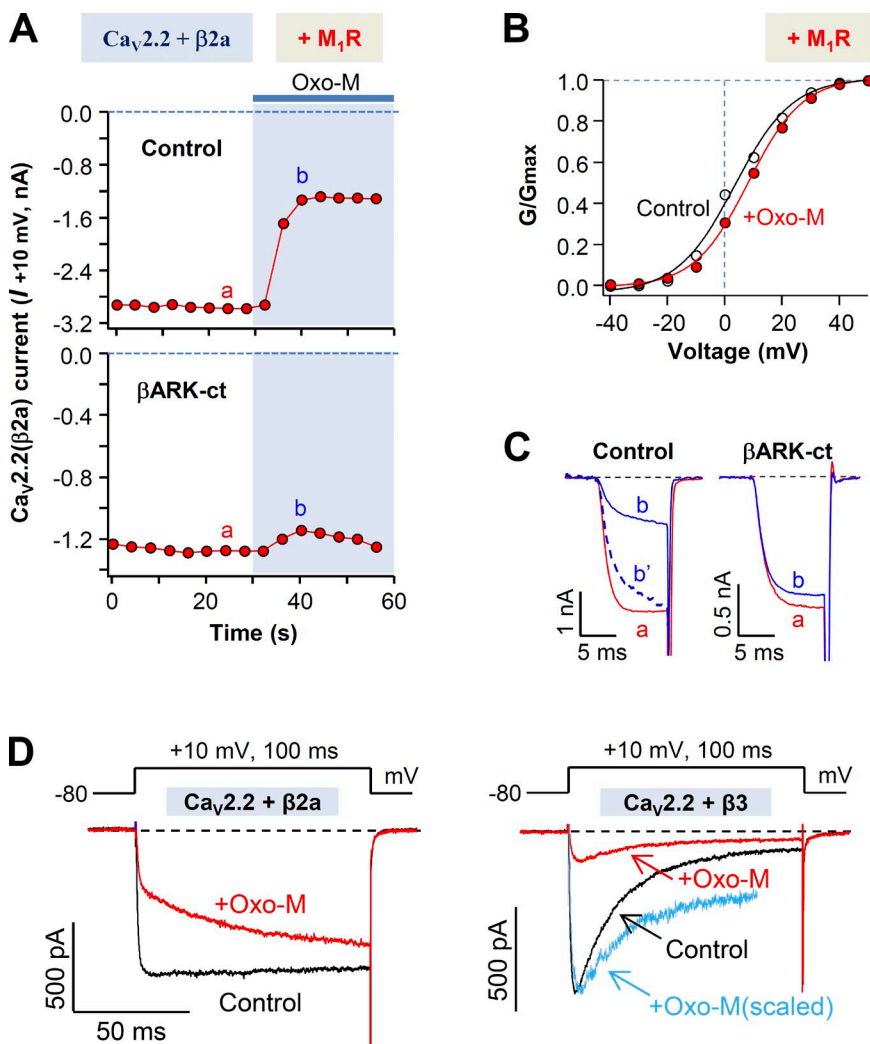 A
Ca_V2.2 + β2a
+ M₁R
Oxo-M
Ca_V2.2(β2a) current (I +10 mV, nA)
0.0
-0.8
-1.6
-2.4
-3.2
Control
a
b
0.0
-0.4
-0.8
-1.2
βARK-ct
a
b
0
20
40
60
Time (s)
B
+ M₁R
G/Gmax
1.0
0.8
0.6
0.4
0.2
0.0
Control
+Oxo-M
-40
-20
0
20
40
Voltage (mV)
C
Control
βARK-ct
b
b'
a
1 nA
5 ms
b
a
0.5 nA
5 ms
D
+10 mV, 100 ms
-80
mV
Ca_V2.2 + β2a
+Oxo-M
Control
500 pA
50 ms
+10 mV, 100 ms
-80
mV
Ca_V2.2 + β3
+Oxo-M
Control
+Oxo-M(scaled)
500 pA